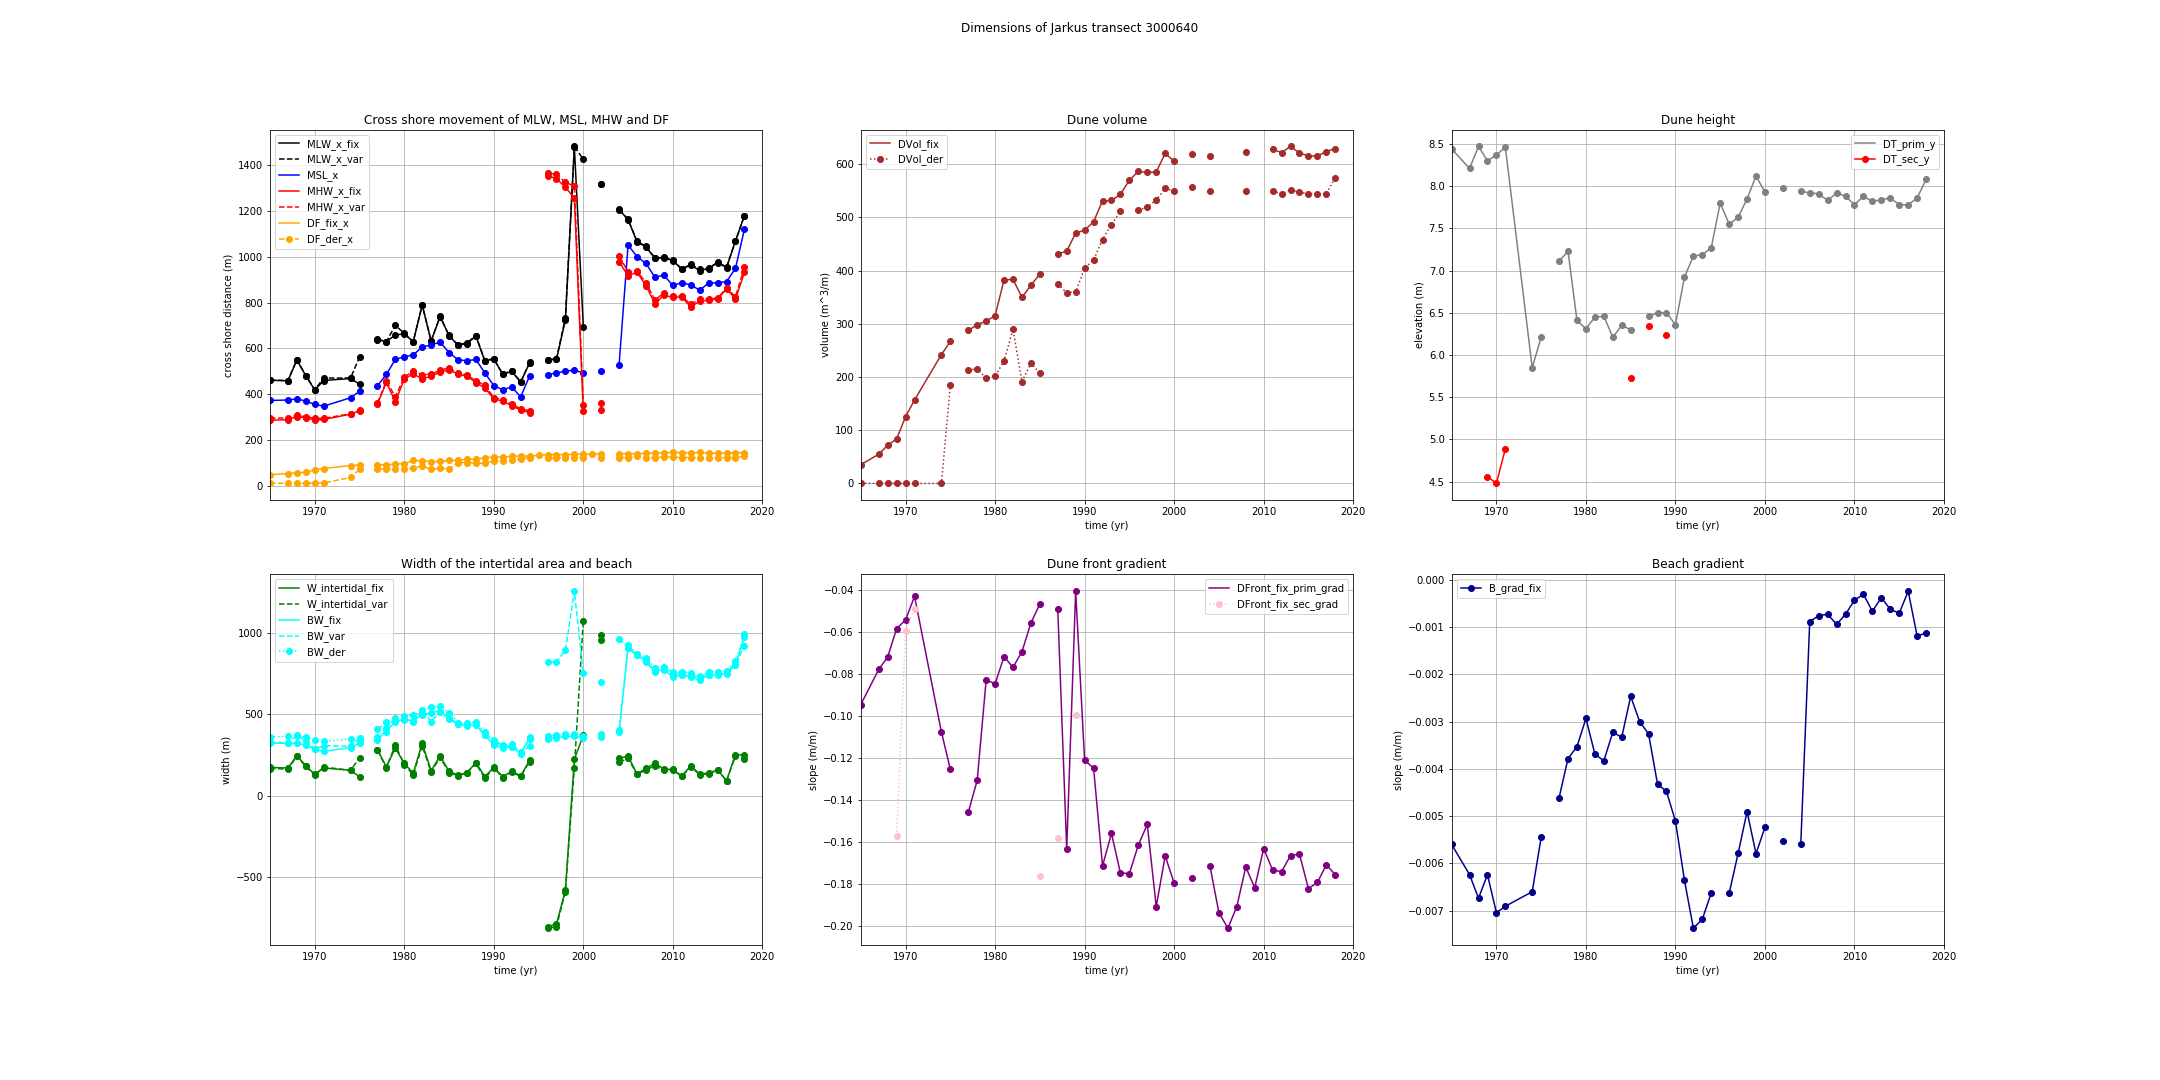 Dimensions of Jarkus transect 3000640
Cross shore movement of MLW, MSL, MHW and DF
cross shore distance (m)
1400
1200
1000
800
600
400
200
0
MLW_x_fix
MLW_x_var
MSL_x
MHW_x_fix
MHW_x_var
DF_fix_x
DF_der_x
1970 1980 1990 2000 2010 2020
time (yr)
Dune volume
volume (m^3/m)
600
500
400
300
200
100
0
DVol_fix
DVol_der
1970 1980 1990 2000 2010 2020
time (yr)
Dune height
elevation (m)
8.5
8.0
7.5
7.0
6.5
6.0
5.5
5.0
4.5
DT_prim_y
DT_sec_y
1970 1980 1990 2000 2010 2020
time (yr)
Width of the intertidal area and beach
width (m)
1000
500
0
−500
W_intertidal_fix
W_intertidal_var
BW_fix
BW_var
BW_der
1970 1980 1990 2000 2010 2020
time (yr)
Dune front gradient
slope (m/m)
−0.04
−0.06
−0.08
−0.10
−0.12
−0.14
−0.16
−0.18
−0.20
DFront_fix_prim_grad
DFront_fix_sec_grad
1970 1980 1990 2000 2010 2020
time (yr)
Beach gradient
slope (m/m)
0.000
−0.001
−0.002
−0.003
−0.004
−0.005
−0.006
−0.007
B_grad_fix
1970 1980 1990 2000 2010 2020
time (yr)